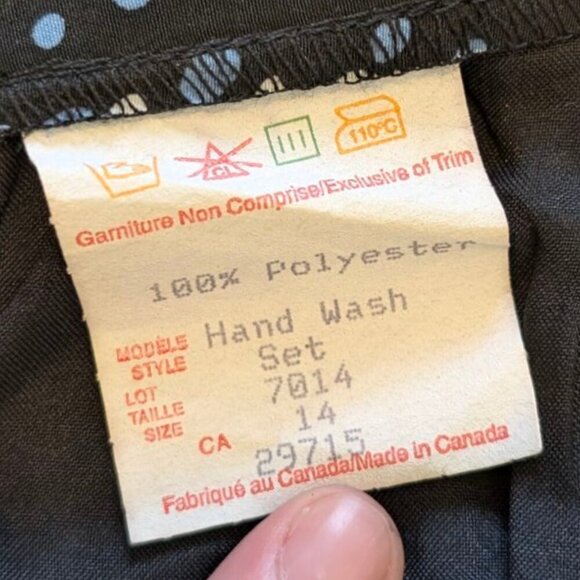 CL
110°C
Garniture Non Comprise/Exclusive of Trim
100% Polyester
Hand Wash
MODÈLE
STYLE
Set
LOT
7014
TAILLE
SIZE
14
CA
29715
Fabriqué au Canada/Made in Canada